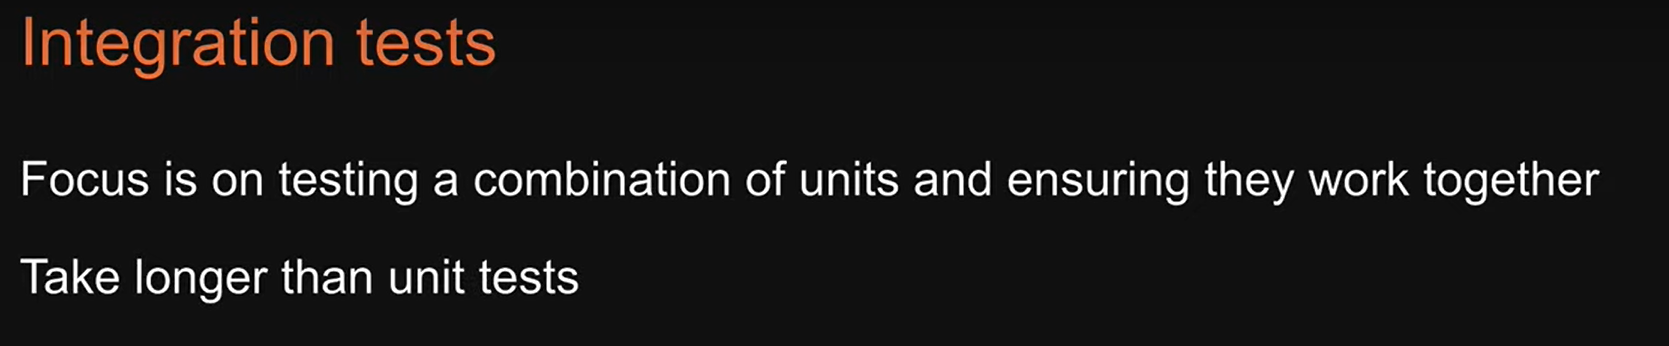 Integration tests
Focus is on testing a combination of units and ensuring they work together
Take longer than unit tests